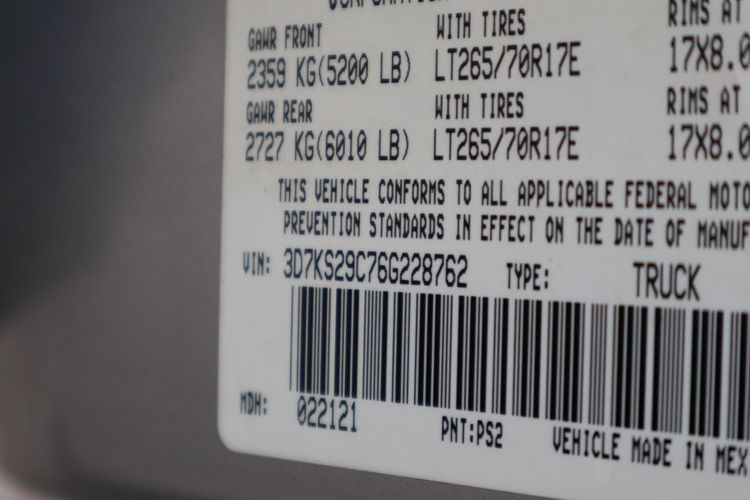 GAWR FRONT WITH TIRES RIMS AT
2359 KG(5200 LB) LT265/70R17E 17X8.0
GAWR REAR WITH TIRES RIMS AT
2727 KG(6010 LB) LT265/70R17E 17X8.0
THIS VEHICLE CONFORMS TO ALL APPLICABLE FEDERAL MOTO
PREVENTION STANDARDS IN EFFECT ON THE DATE OF MANUF
VIN: 3D7KS29C76G228762 TYPE: TRUCK
MDH: 022121 PNT:PS2 VEHICLE MADE IN MEX